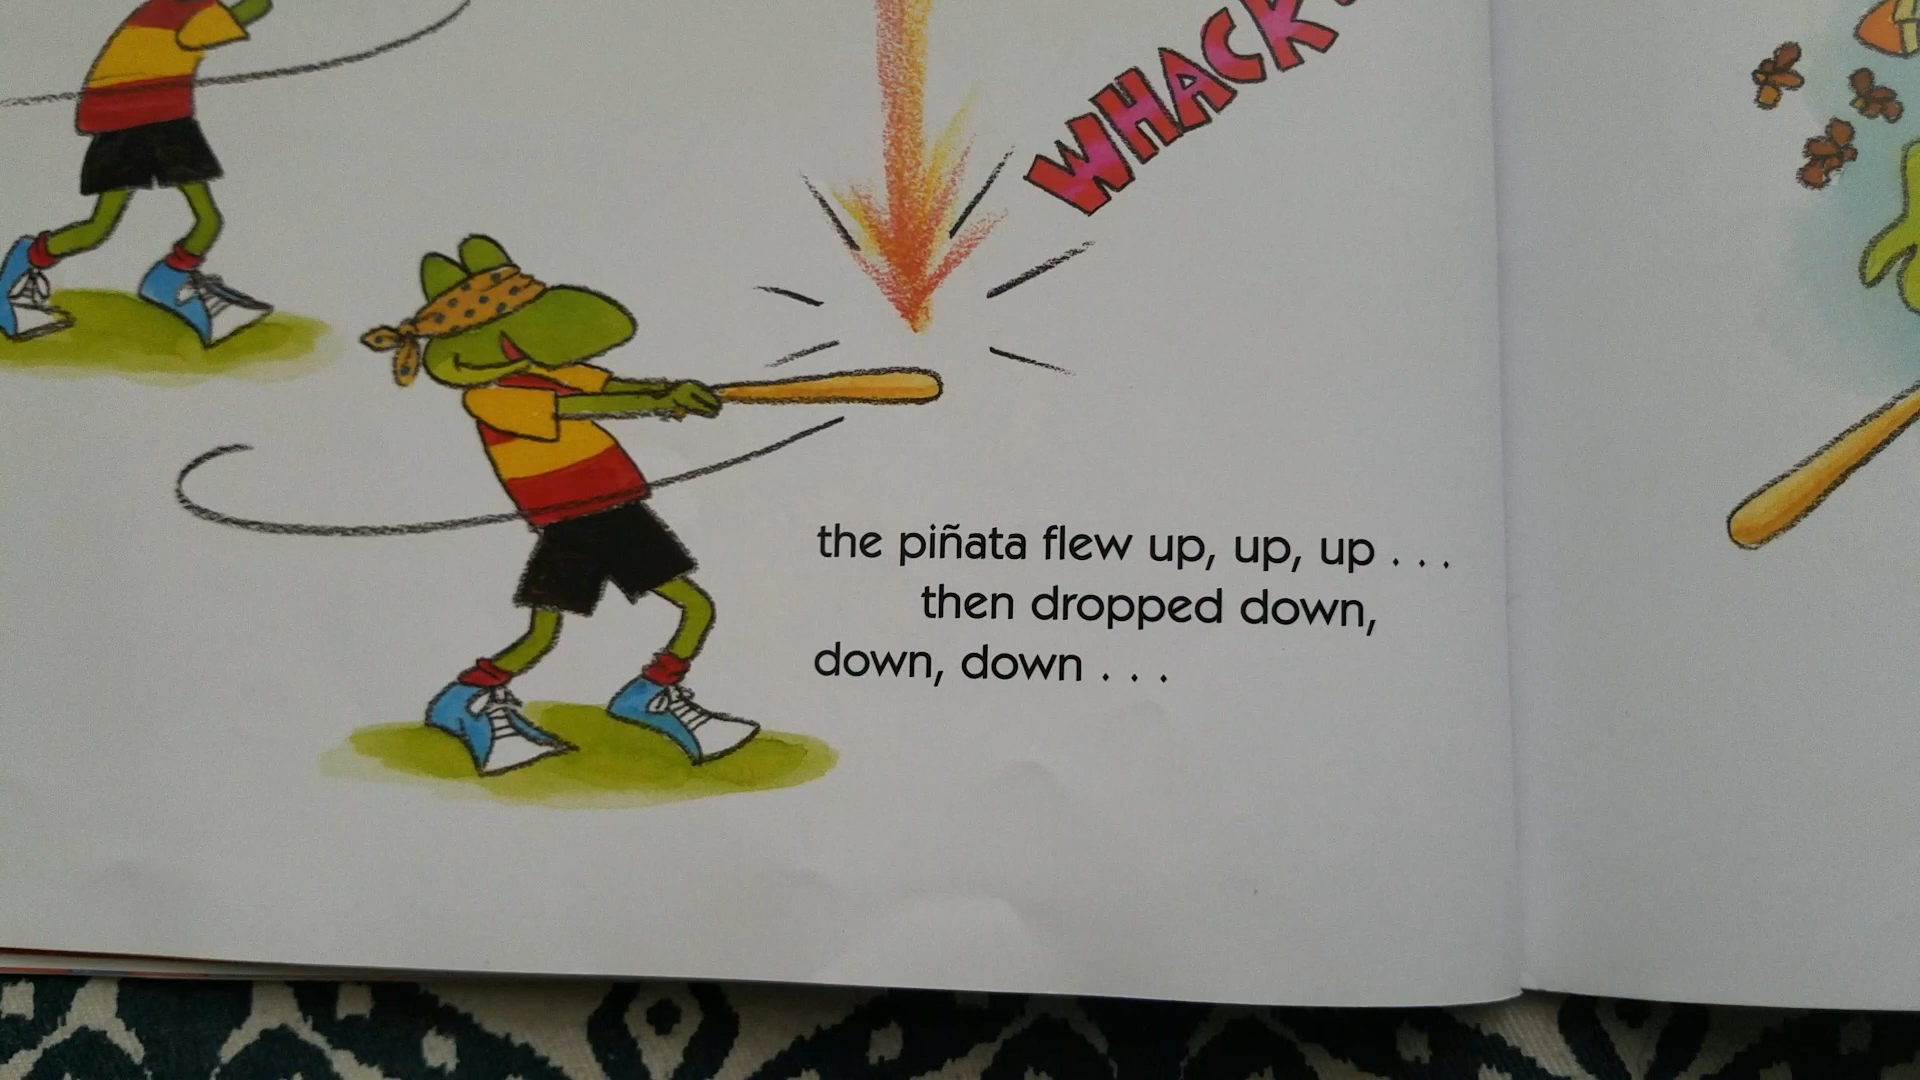 WHACK!
the piñata flew up, up, up . . .
then dropped down,
down, down . . .